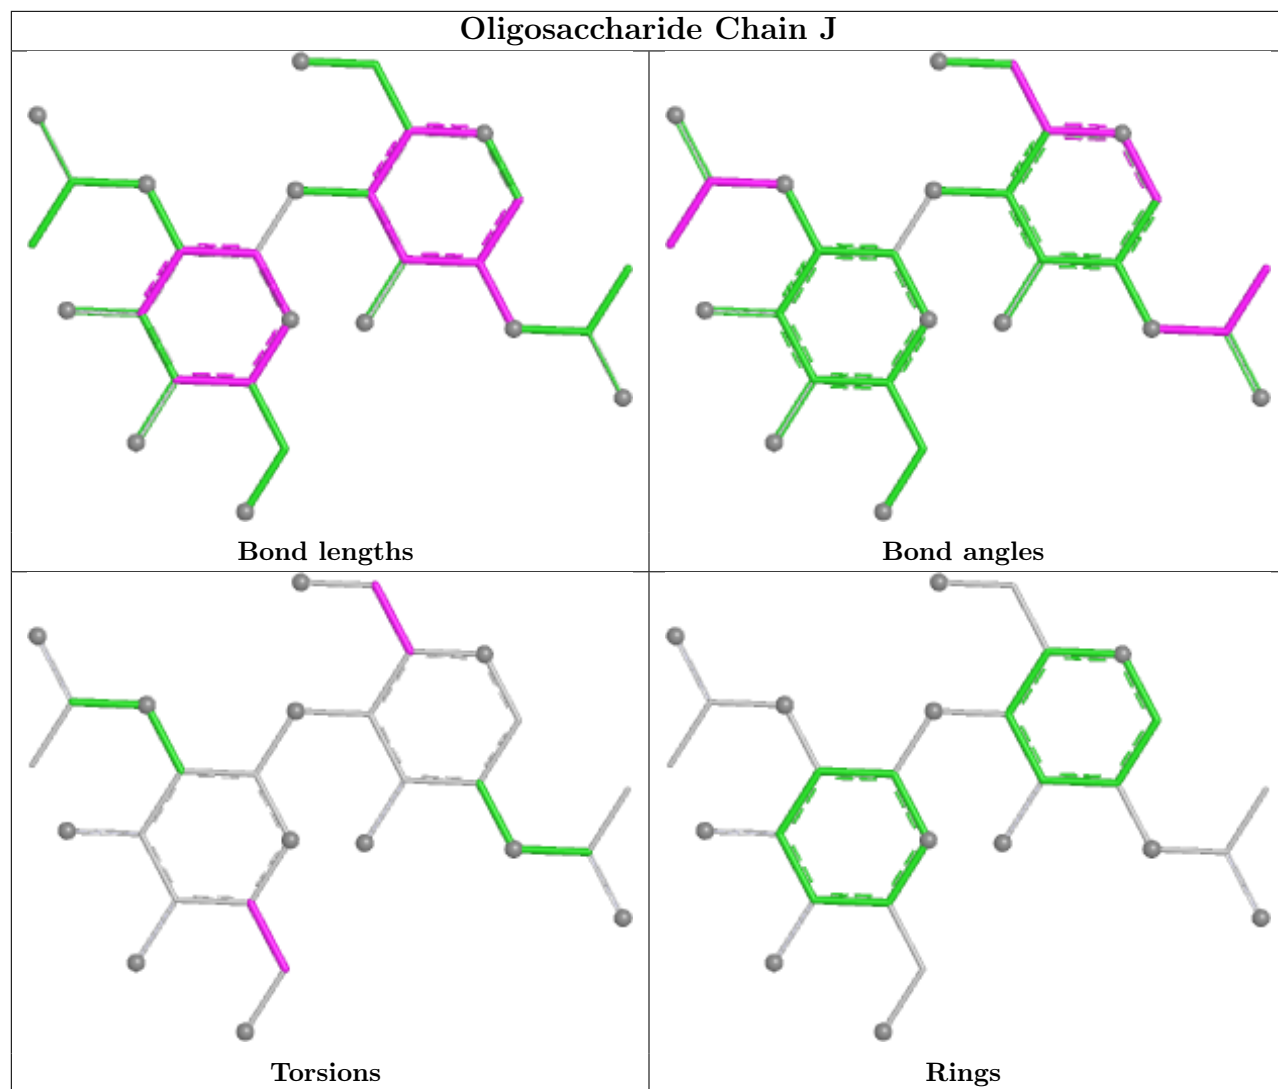 Oligosaccharide Chain J
Bond lengths
Bond angles
Torsions
Rings